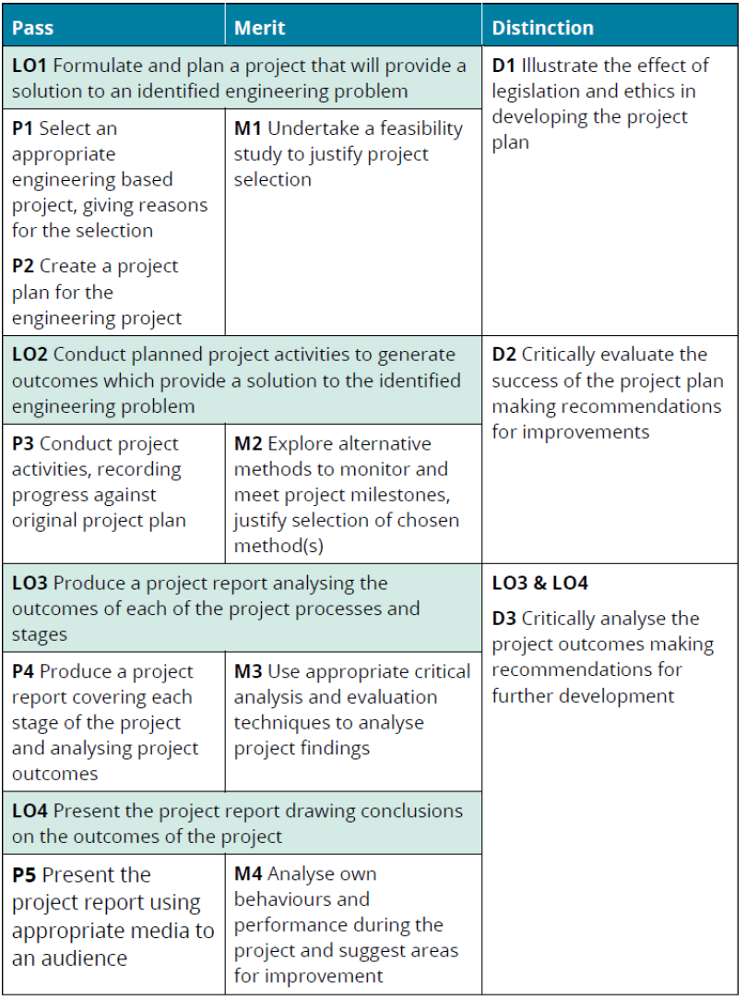 Pass
Merit
Distinction
LO1 Formulate and plan a project that will provide a
solution to an identified engineering problem
D1 Illustrate the effect of
legislation and ethics in
developing the project
plan
P1 Select an
appropriate
engineering based
project, giving reasons
for the selection
P2 Create a project
plan for the
engineering project
M1 Undertake a feasibility
study to justify project
selection
LO2 Conduct planned project activities to generate
outcomes which provide a solution to the identified
engineering problem
D2 Critically evaluate the
success of the project plan
making recommendations
for improvements
P3 Conduct project
activities, recording
progress against
original project plan
M2 Explore alternative
methods to monitor and
meet project milestones,
justify selection of chosen
method(s)
LO3 Produce a project report analysing the
outcomes of each of the project processes and
stages
LO3 & LO4
D3 Critically analyse the
project outcomes making
recommendations for
further development
P4 Produce a project
report covering each
stage of the project
and analysing project
outcomes
M3 Use appropriate critical
analysis and evaluation
techniques to analyse
project findings
LO4 Present the project report drawing conclusions
on the outcomes of the project
P5 Present the
project report using
appropriate media to
an audience
M4 Analyse own
behaviours and
performance during the
project and suggest areas
for improvement